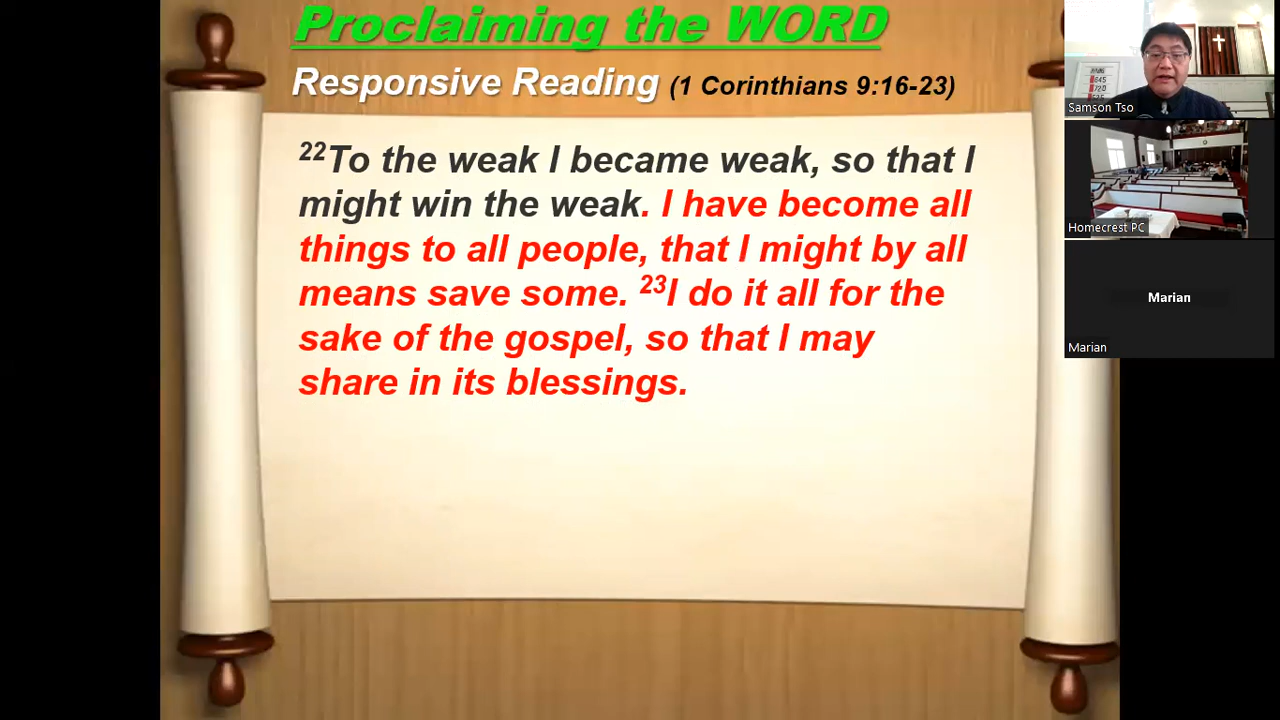 Proclaiming the WORD
Responsive Reading (1 Corinthians 9:16-23)
22To the weak I became weak, so that I
might win the weak. I have become all
things to all people, that I might by all
means save some. 23I do it all for the
sake of the gospel, so that I may
share in its blessings.
645
720
Samson Tso
Homecrest PC
Marian
Marian